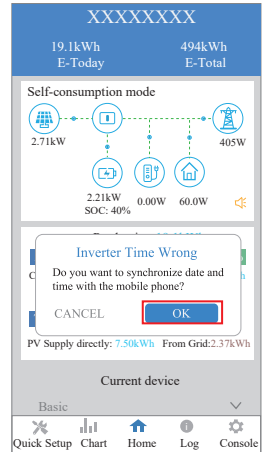 XXXXXXXX
19.1kWh 494kWh
E-Today E-Total
Self-consumption mode
2.71kW 405W
2.21kW 0.00W 60.0W
SOC: 40%
Inverter Time Wrong
Do you want to synchronize date and
time with the mobile phone?
CANCEL OK
PV Supply directly: 7.50kWh From Grid:2.37kWh
Current device
Basic
Quick Setup Chart Home Log Console